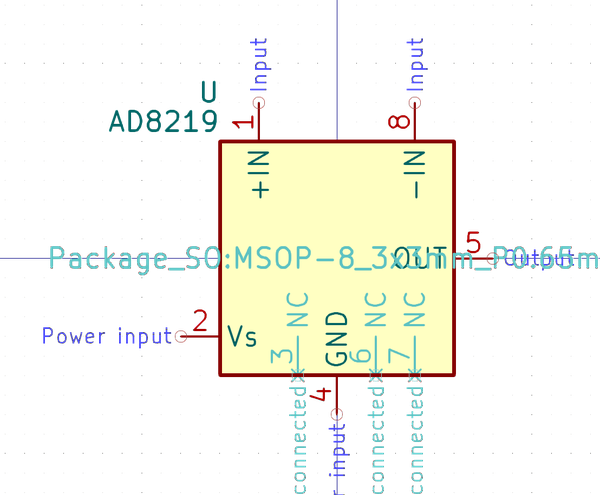 Input
Input
U
AD8219
1
8
+IN
-IN
5
Package_SO:MSOP-8_3x3mm_P0.65m
OUT
Output
Power input
2
Vs
3
NC
GND
6
NC
7
NC
4
connected
r input
connected
connected